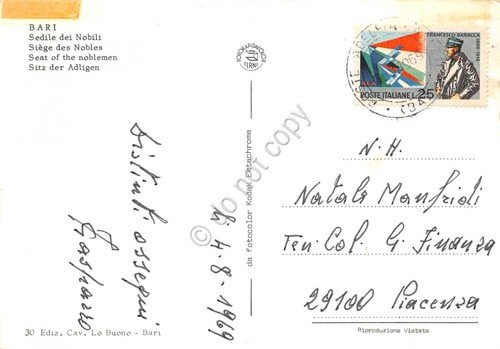 BARI
Sedile dei Nobili
Siège des Nobles
Seat of the noblemen
Sitz der Adligen
FRANCESCO BARACCA
POSTE ITALIANE L.25
N.H.
Natale Manfridi
Ten. Col. G. Finanza
29100 Piacenza
Riproduzione Vietata
da fotocolor Kodak Ektachrome
Distinti ossequi
Gasparro
li 4-8-1969
do not copy
30 Ediz. Cav. Lo Buono - Bari